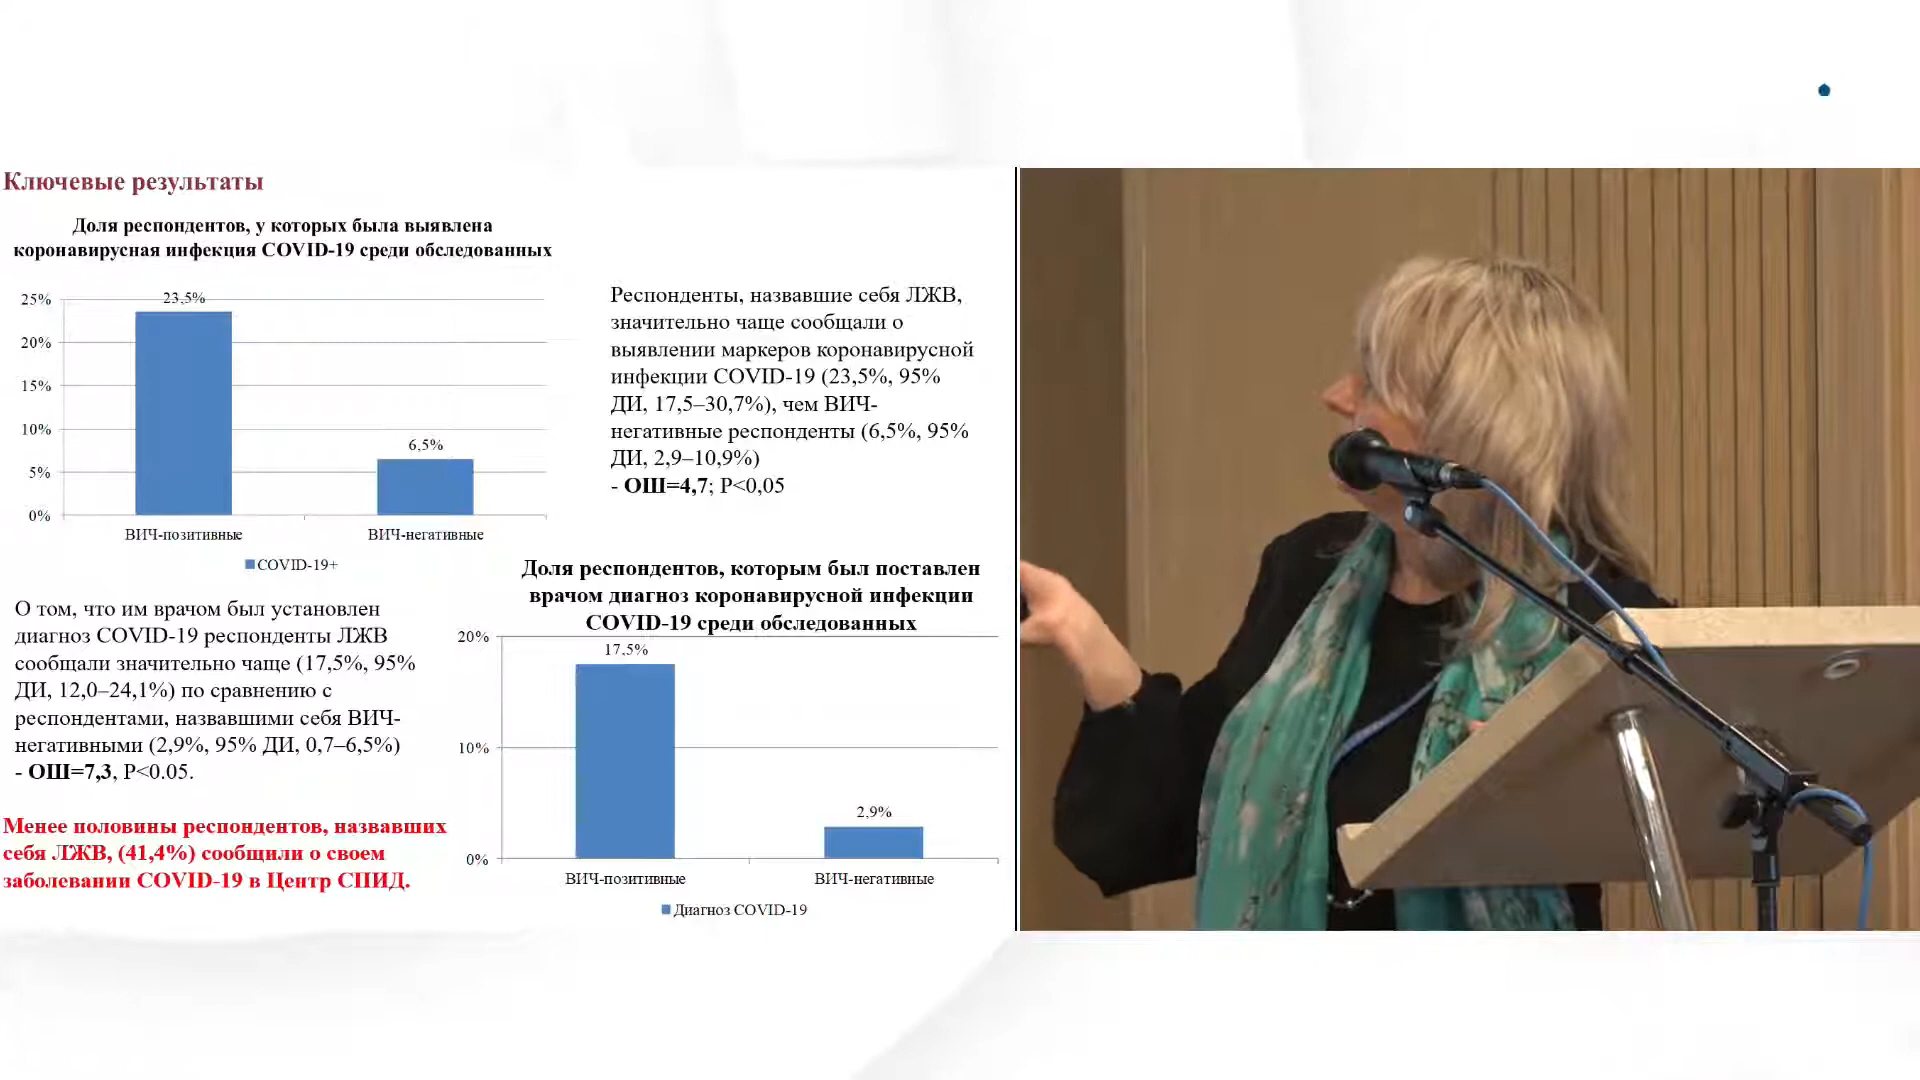 Ключевые результаты
Доля респондентов, у которых была выявлена
коронавирусная инфекция COVID-19 среди обследованных
25%
20%
15%
10%
5%
0%
23,5%
6,5%
ВИЧ-позитивные
ВИЧ-негативные
COVID-19+
Респонденты, назвавшие себя ЛЖВ,
значительно чаще сообщали о
выявлении маркеров коронавирусной
инфекции COVID-19 (23,5%, 95%
ДИ, 17,5–30,7%), чем ВИЧ-
негативные респонденты (6,5%, 95%
ДИ, 2,9–10,9%)
- ОШ=4,7; P<0,05
О том, что им врачом был установлен
диагноз COVID-19 респонденты ЛЖВ
сообщали значительно чаще (17,5%, 95%
ДИ, 12,0–24,1%) по сравнению с
респондентами, назвавшими себя ВИЧ-
негативными (2,9%, 95% ДИ, 0,7–6,5%)
- ОШ=7,3, P<0.05.
Менее половины респондентов, назвавших
себя ЛЖВ, (41,4%) сообщили о своем
заболевании COVID-19 в Центр СПИД.
Доля респондентов, которым был поставлен
врачом диагноз коронавирусной инфекции
COVID-19 среди обследованных
20%
10%
0%
17,5%
2,9%
ВИЧ-позитивные
ВИЧ-негативные
Диагноз COVID-19